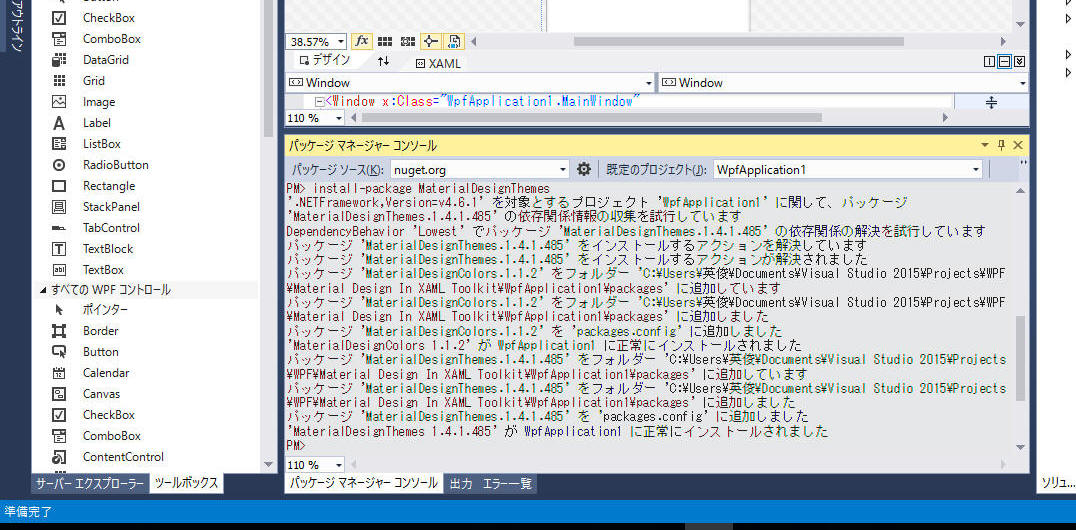 アウトライン
CheckBox
ComboBox
DataGrid
Grid
Image
Label
ListBox
RadioButton
Rectangle
StackPanel
TabControl
TextBlock
TextBox
すべての WPF コントロール
ポインター
Border
Button
Calendar
Canvas
CheckBox
ComboBox
ContentControl
サーバー エクスプローラー
ツールボックス
38.57%
デザイン
XAML
Window
Window
<Window x:Class="WpfApplication1.MainWindow"
110 %
パッケージ マネージャー コンソール
パッケージ ソース(K): nuget.org
既定のプロジェクト(J): WpfApplication1
PM> install-package MaterialDesignThemes
'.NETFramework,Version=v4.6.1' を対象とするプロジェクト 'WpfApplication1' に関して、パッケージ
'MaterialDesignThemes.1.4.1.485' の依存関係情報の収集を試行しています
DependencyBehavior 'Lowest' でパッケージ 'MaterialDesignThemes.1.4.1.485' の依存関係の解決を試行しています
パッケージ 'MaterialDesignThemes.1.4.1.485' をインストールするアクションを解決しています
パッケージ 'MaterialDesignThemes.1.4.1.485' をインストールするアクションが解決されました
パッケージ 'MaterialDesignColors.1.1.2' をフォルダー 'C:¥Users¥英俊¥Documents¥Visual Studio 2015¥Projects¥WPF
¥Material Design In XAML Toolkit¥WpfApplication1¥packages' に追加しています
パッケージ 'MaterialDesignColors.1.1.2' をフォルダー 'C:¥Users¥英俊¥Documents¥Visual Studio 2015¥Projects¥WPF
¥Material Design In XAML Toolkit¥WpfApplication1¥packages' に追加しました
パッケージ 'MaterialDesignColors.1.1.2' を 'packages.config' に追加しました
'MaterialDesignColors 1.1.2' が WpfApplication1 に正常にインストールされました
パッケージ 'MaterialDesignThemes.1.4.1.485' をフォルダー 'C:¥Users¥英俊¥Documents¥Visual Studio 2015¥Projects
¥WPF¥Material Design In XAML Toolkit¥WpfApplication1¥packages' に追加しています
パッケージ 'MaterialDesignThemes.1.4.1.485' をフォルダー 'C:¥Users¥英俊¥Documents¥Visual Studio 2015¥Projects
¥WPF¥Material Design In XAML Toolkit¥WpfApplication1¥packages' に追加しました
パッケージ 'MaterialDesignThemes.1.4.1.485' を 'packages.config' に追加しました
'MaterialDesignThemes 1.4.1.485' が WpfApplication1 に正常にインストールされました
PM>
110 %
パッケージ マネージャー コンソール
出力
エラー一覧
ソリュ...
準備完了